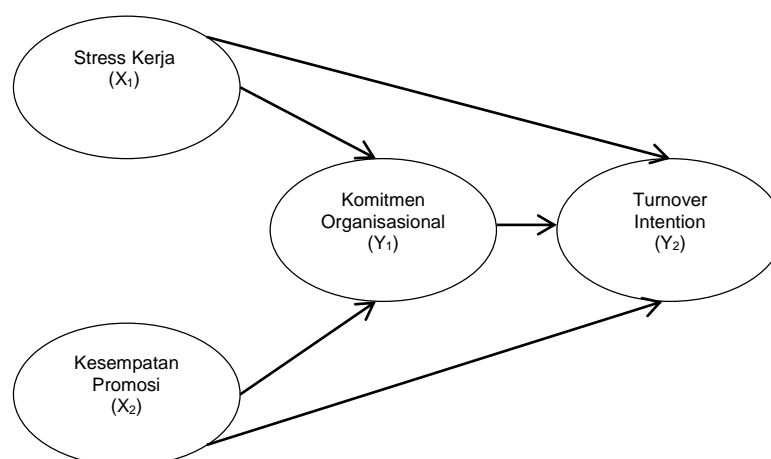 Stress Kerja
(X₁)
Komitmen
Organisasional
(Y₁)
Turnover
Intention
(Y₂)
Kesempatan
Promosi
(X₂)